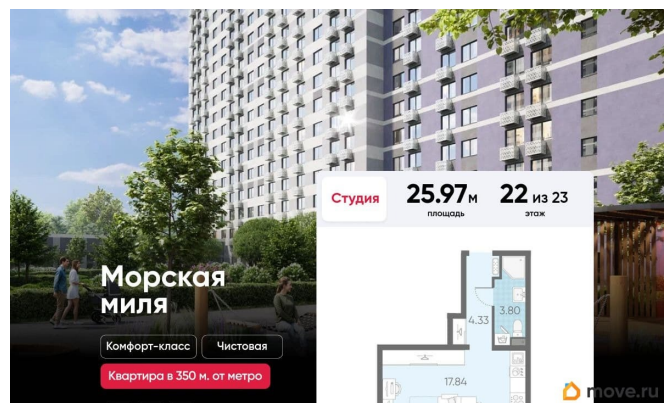 Студия
25.97м
площадь
22 из 23
этаж
Морская
миля
Комфорт-класс
Чистовая
Квартира в 350 м. от метро
4.33
3.80
17.84
move.ru